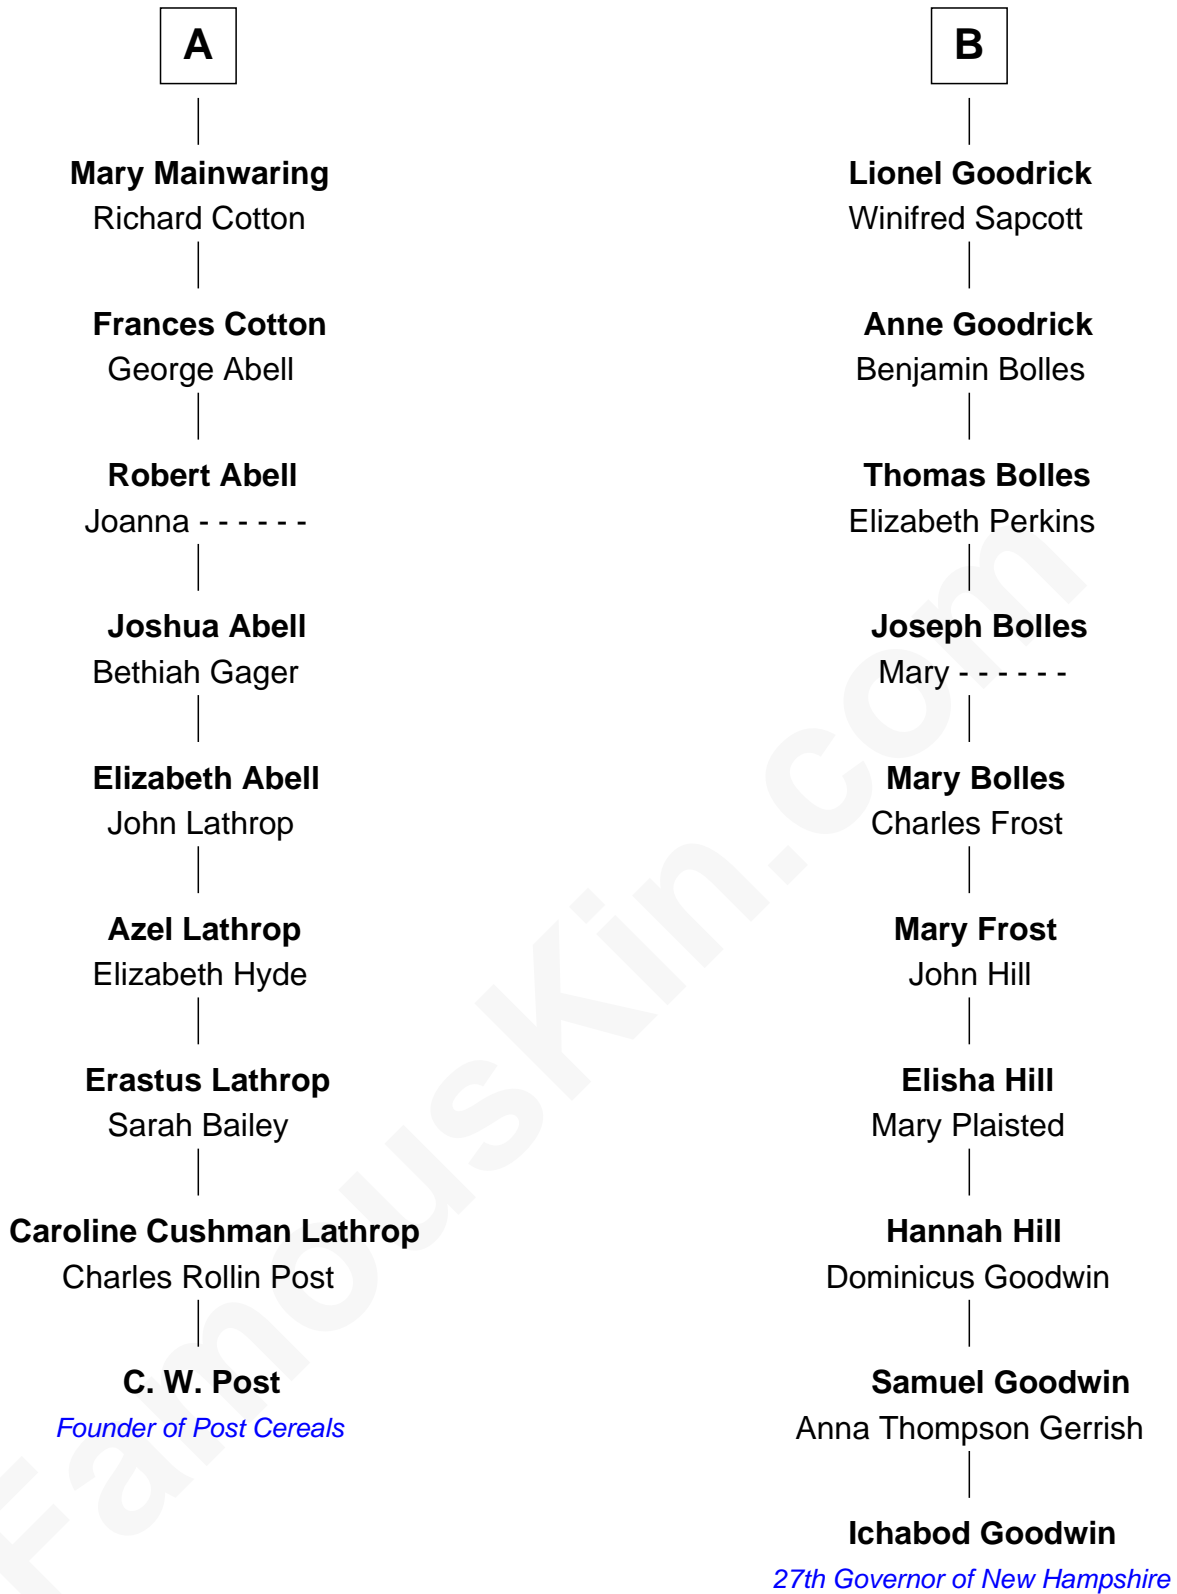 A
Mary Mainwaring
Richard Cotton
Frances Cotton
George Abell
Robert Abell
Joanna - - - - - -
Joshua Abell
Bethiah Gager
Elizabeth Abell
John Lathrop
Azel Lathrop
Elizabeth Hyde
Erastus Lathrop
Sarah Bailey
Caroline Cushman Lathrop
Charles Rollin Post
C. W. Post
Founder of Post Cereals
B
Lionel Goodrick
Winifred Sapcott
Anne Goodrick
Benjamin Bolles
Thomas Bolles
Elizabeth Perkins
Joseph Bolles
Mary - - - - - -
Mary Bolles
Charles Frost
Mary Frost
John Hill
Elisha Hill
Mary Plaisted
Hannah Hill
Dominicus Goodwin
Samuel Goodwin
Anna Thompson Gerrish
Ichabod Goodwin
27th Governor of New Hampshire
FamousKin.com